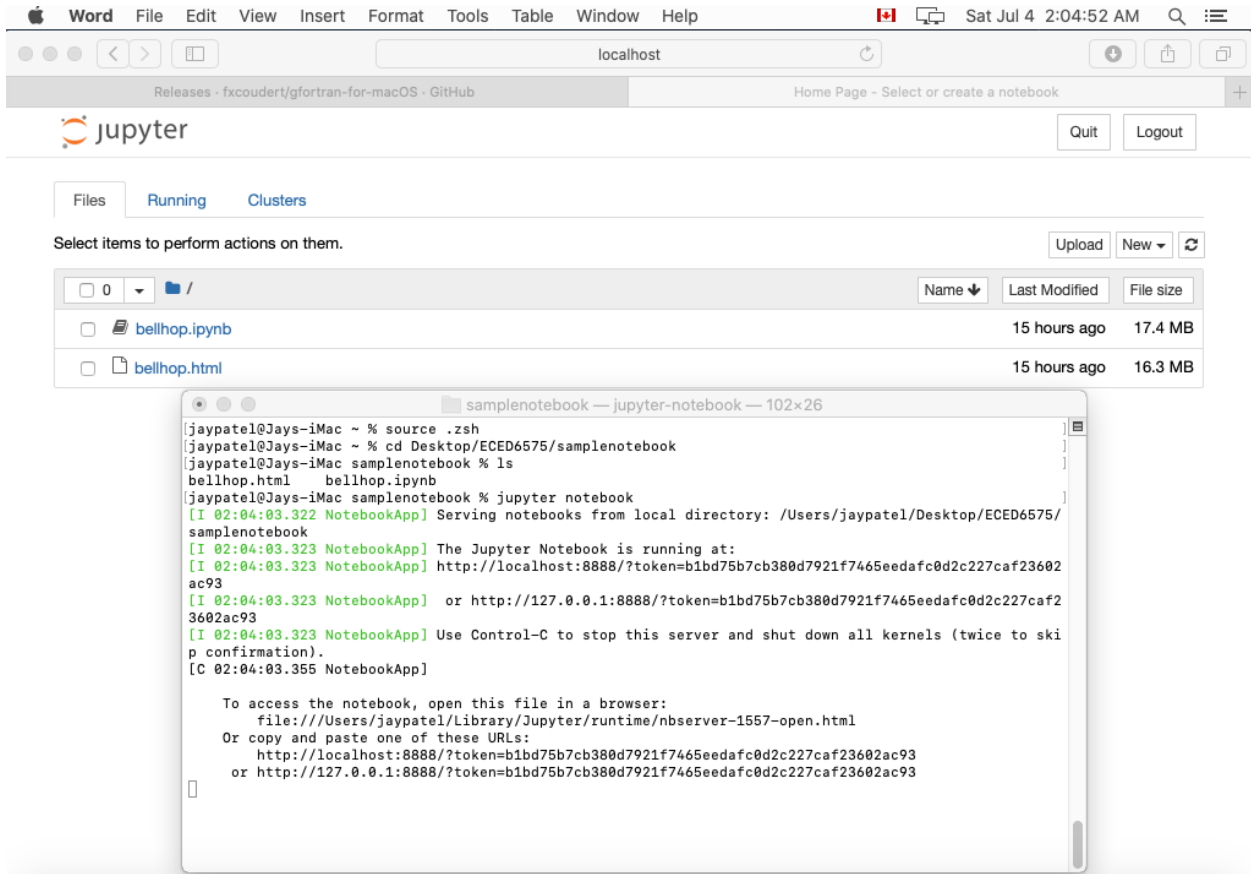 Word File Edit View Insert Format Tools Table Window Help Sat Jul 4 2:04:52 AM
localhost
Releases · fxcoudert/gfortran-for-macOS · GitHub Home Page - Select or create a notebook
jupyter Quit Logout
Files Running Clusters
Select items to perform actions on them. Upload New
0 / Name Last Modified File size
bellhop.ipynb 15 hours ago 17.4 MB
bellhop.html 15 hours ago 16.3 MB
samplenotebook — jupyter-notebook — 102×26
[jaypatel@Jays-iMac ~ % source .zsh ]
[jaypatel@Jays-iMac ~ % cd Desktop/ECED6575/samplenotebook ]
[jaypatel@Jays-iMac samplenotebook % ls ]
bellhop.html bellhop.ipynb
[jaypatel@Jays-iMac samplenotebook % jupyter notebook ]
[I 02:04:03.322 NotebookApp] Serving notebooks from local directory: /Users/jaypatel/Desktop/ECED6575/
samplenotebook
[I 02:04:03.323 NotebookApp] The Jupyter Notebook is running at:
[I 02:04:03.323 NotebookApp] http://localhost:8888/?token=b1bd75b7cb380d7921f7465eedafc0d2c227caf23602
ac93
[I 02:04:03.323 NotebookApp] or http://127.0.0.1:8888/?token=b1bd75b7cb380d7921f7465eedafc0d2c227caf2
3602ac93
[I 02:04:03.323 NotebookApp] Use Control-C to stop this server and shut down all kernels (twice to ski
p confirmation).
[C 02:04:03.355 NotebookApp]
To access the notebook, open this file in a browser:
file:///Users/jaypatel/Library/Jupyter/runtime/nbserver-1557-open.html
Or copy and paste one of these URLs:
http://localhost:8888/?token=b1bd75b7cb380d7921f7465eedafc0d2c227caf23602ac93
or http://127.0.0.1:8888/?token=b1bd75b7cb380d7921f7465eedafc0d2c227caf23602ac93